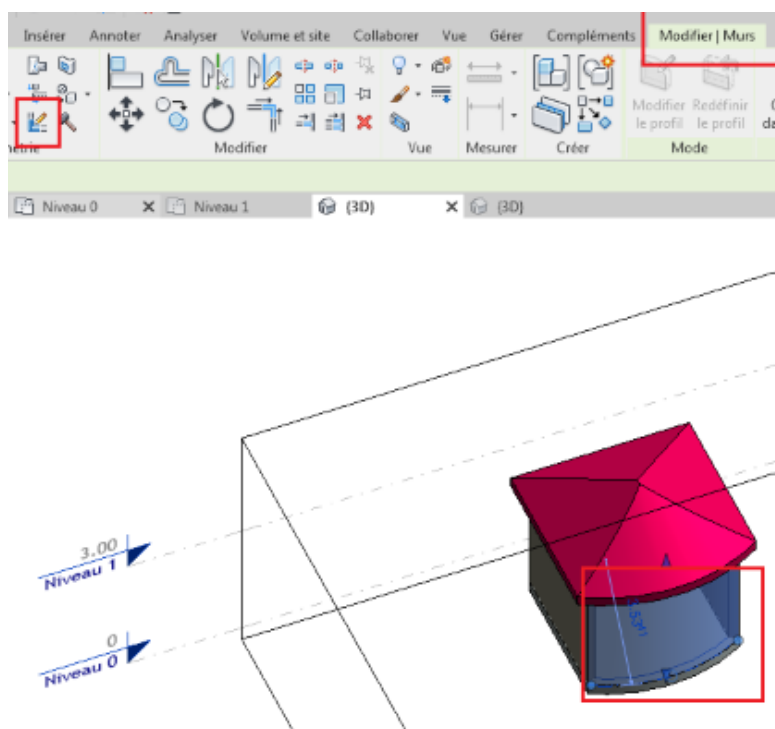 Insérer Annoter Analyser Volume et site Collaborer Vue Gérer Compléments Modifier | Murs
Modifier Redéfinir
le profil le profil
Modifier Vue Mesurer Créer Mode
Niveau 0 Niveau 1 (3D) (3D)
3.00
Niveau 1
0
Niveau 0